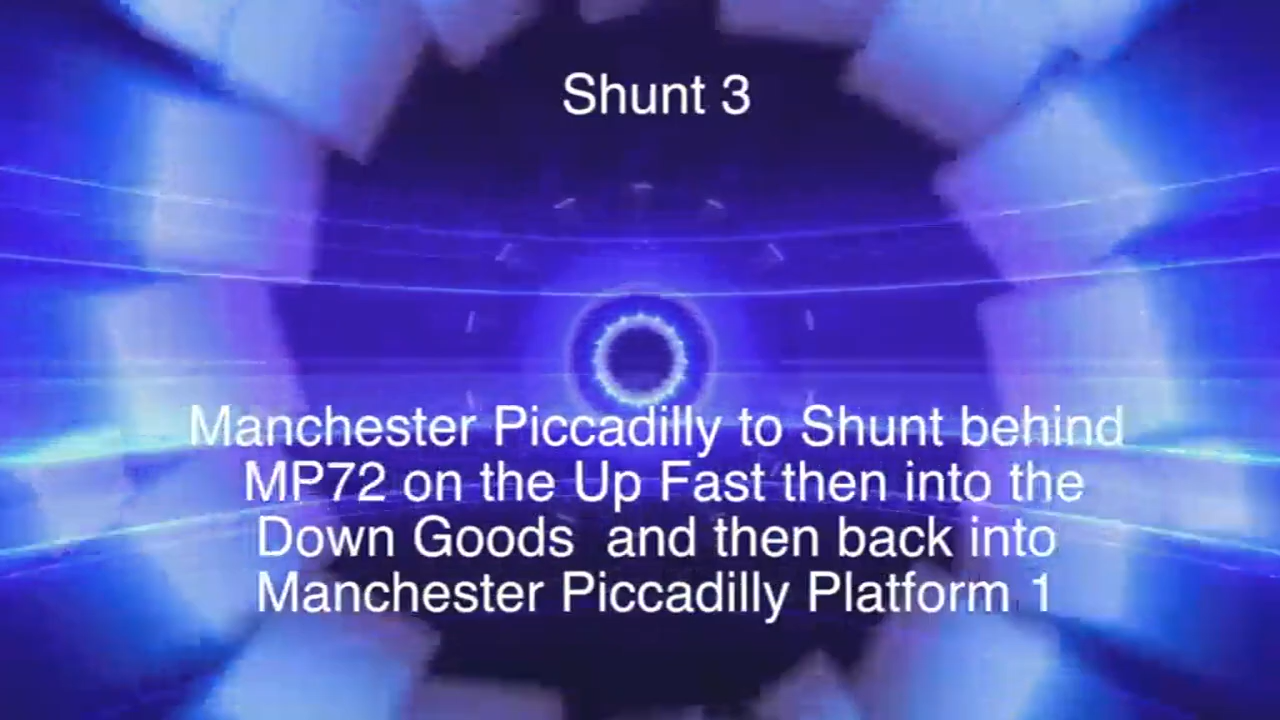 Shunt 3
Manchester Piccadilly to Shunt behind
MP72 on the Up Fast then into the
Down Goods  and then back into
Manchester Piccadilly Platform 1